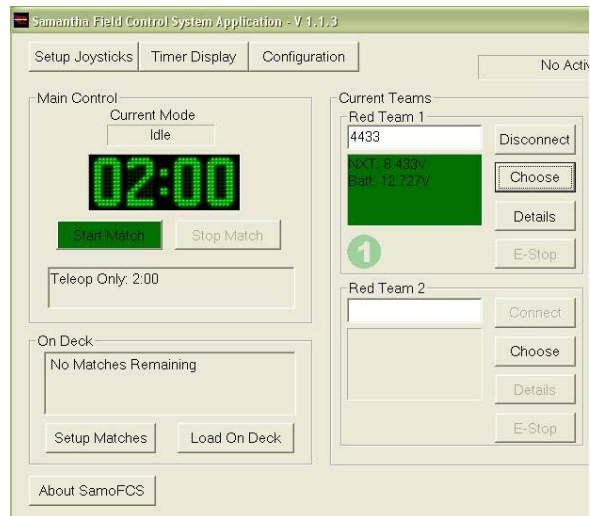 Samantha Field Control System Application - V 1.1.3
Setup Joysticks
Timer Display
Configuration
No Activ
Main Control
Current Mode
Idle
02:00
Start Match
Stop Match
Teleop Only: 2:00
On Deck
No Matches Remaining
Setup Matches
Load On Deck
About SamoFCS
Current Teams
Red Team 1
4433
Disconnect
NXT: 8.433V
Batt: 12.727V
Choose
Details
1
E-Stop
Red Team 2
Connect
Choose
Details
E-Stop